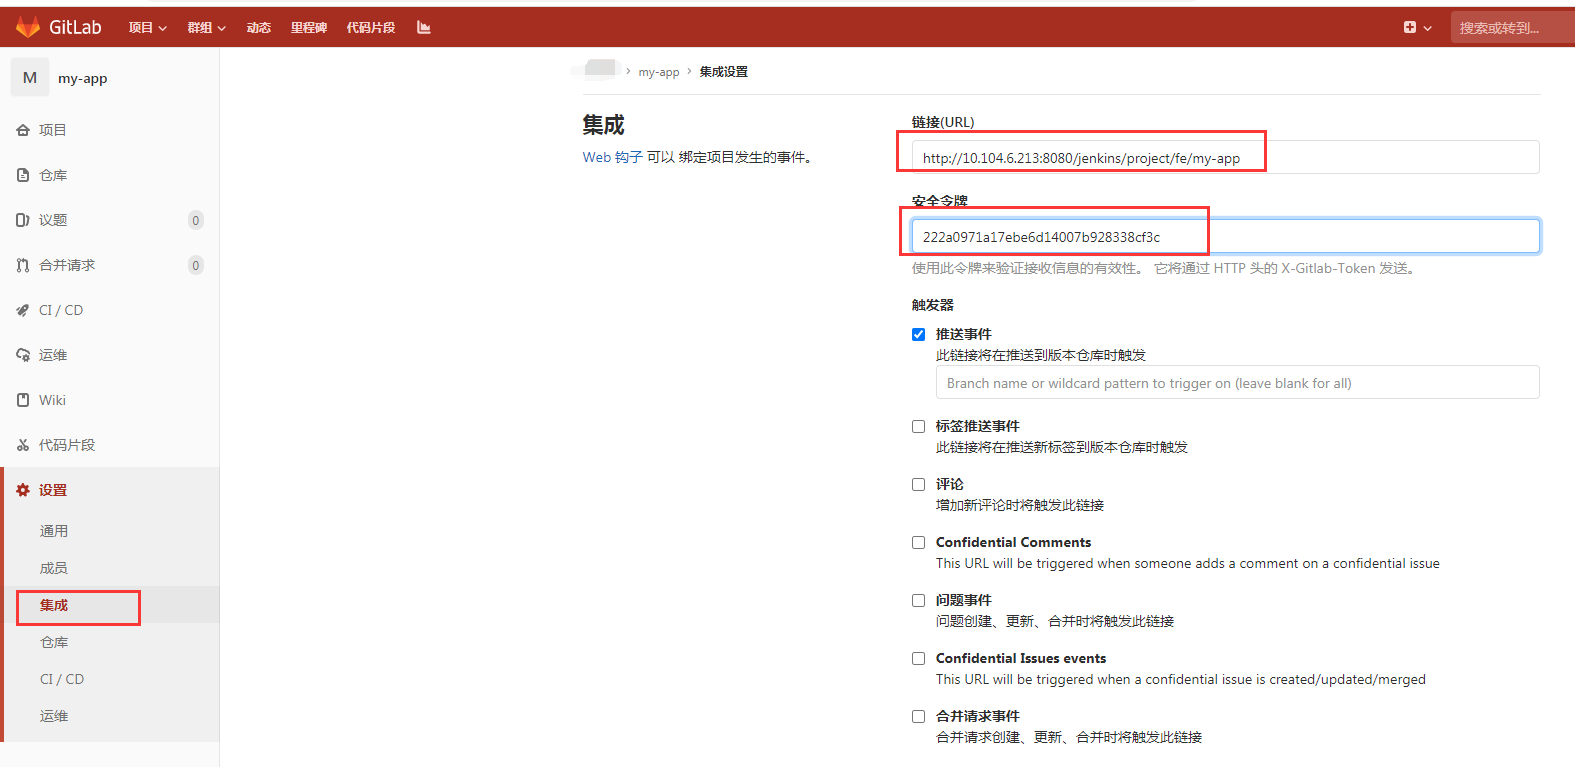 GitLab 项目 群组 动态 里程碑 代码片段 搜索或转到...
M my-app
项目
仓库
议题 0
合并请求 0
CI / CD
运维
Wiki
代码片段
设置
通用
成员
集成
仓库
CI / CD
运维
› my-app › 集成设置
集成
Web 钩子 可以 绑定项目发生的事件。
链接(URL)
http://10.104.6.213:8080/jenkins/project/fe/my-app
安全令牌
222a0971a17ebe6d14007b928338cf3c
使用此令牌来验证接收信息的有效性。 它将通过 HTTP 头的 X-Gitlab-Token 发送。
触发器
推送事件
此链接将在推送到版本仓库时触发
Branch name or wildcard pattern to trigger on (leave blank for all)
标签推送事件
此链接将在推送新标签到版本仓库时触发
评论
增加新评论时将触发此链接
Confidential Comments
This URL will be triggered when someone adds a comment on a confidential issue
问题事件
问题创建、更新、合并时将触发此链接
Confidential Issues events
This URL will be triggered when a confidential issue is created/updated/merged
合并请求事件
合并请求创建、更新、合并时将触发此链接